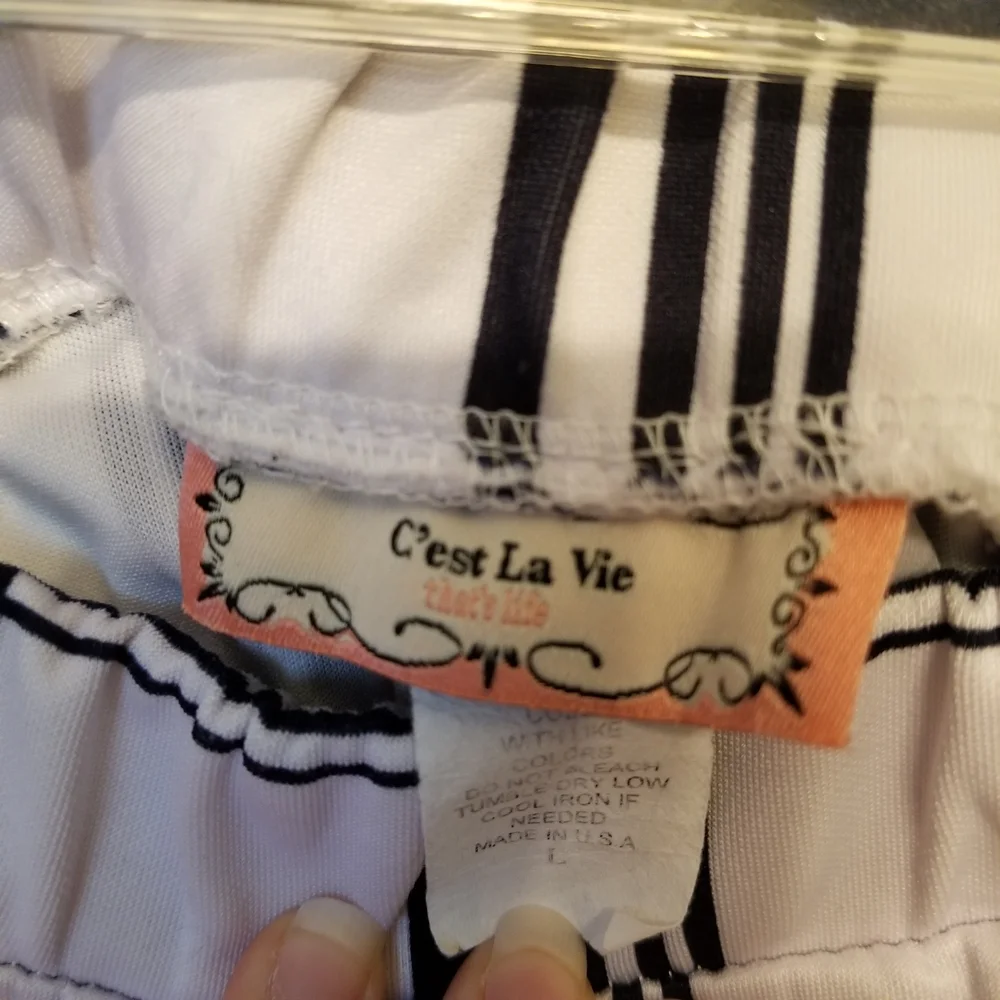 C'est La Vie
that's life
WITH LIKE
COLORS
DO NOT BLEACH
TUMBLE DRY LOW
COOL IRON IF
NEEDED
MADE IN U.S.A
L